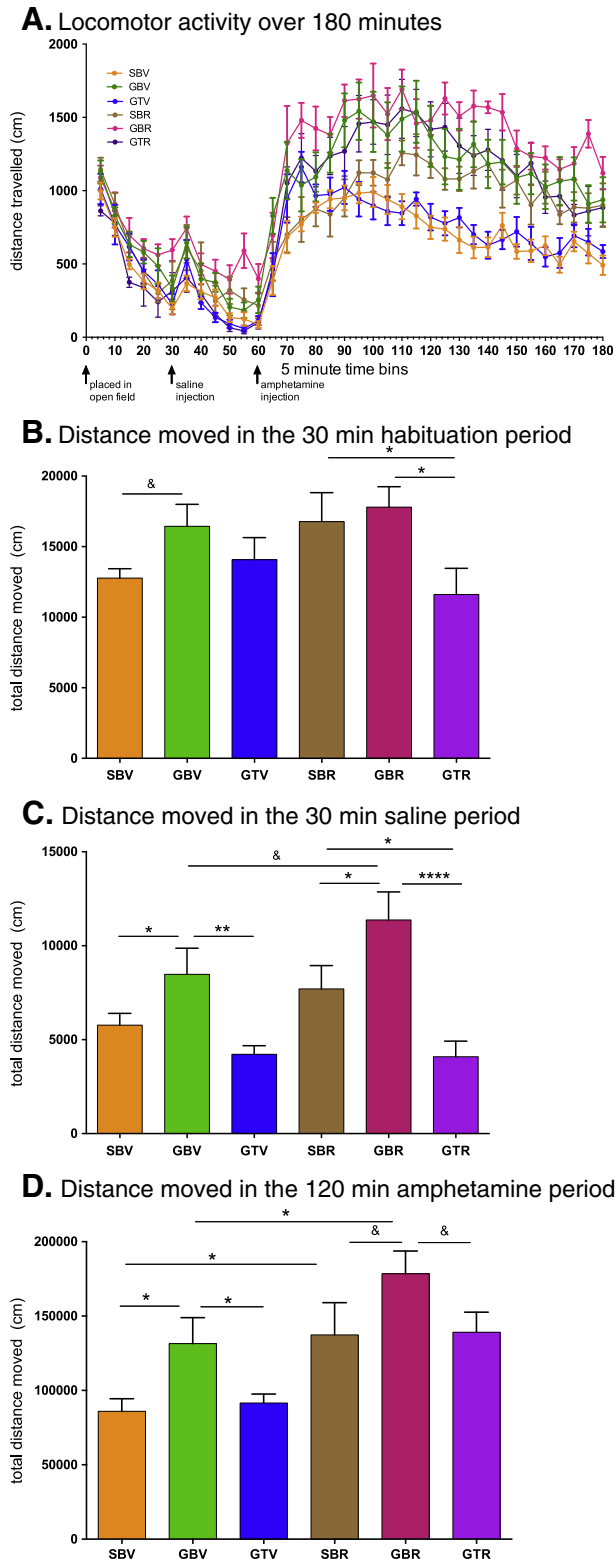 A. Locomotor activity over 180 minutes
2000
1500
1000
500
0
distance travelled (cm)
SBV
GBV
GTV
SBR
GBR
GTR
0 10 20 30 40 50 60 70 80 90 100 110 120 130 140 150 160 170 180
5 minute time bins
placed in
open field
saline
injection
amphetamine
injection
B. Distance moved in the 30 min habituation period
20000
15000
10000
5000
0
total distance moved (cm)
*
*
&
SBV GBV GTV SBR GBR GTR
C. Distance moved in the 30 min saline period
15000
10000
5000
0
total distance moved (cm)
*
&
* ****
* **
SBV GBV GTV SBR GBR GTR
D. Distance moved in the 120 min amphetamine period
200000
150000
100000
50000
0
total distance moved (cm)
*
& &
*
* *
SBV GBV GTV SBR GBR GTR